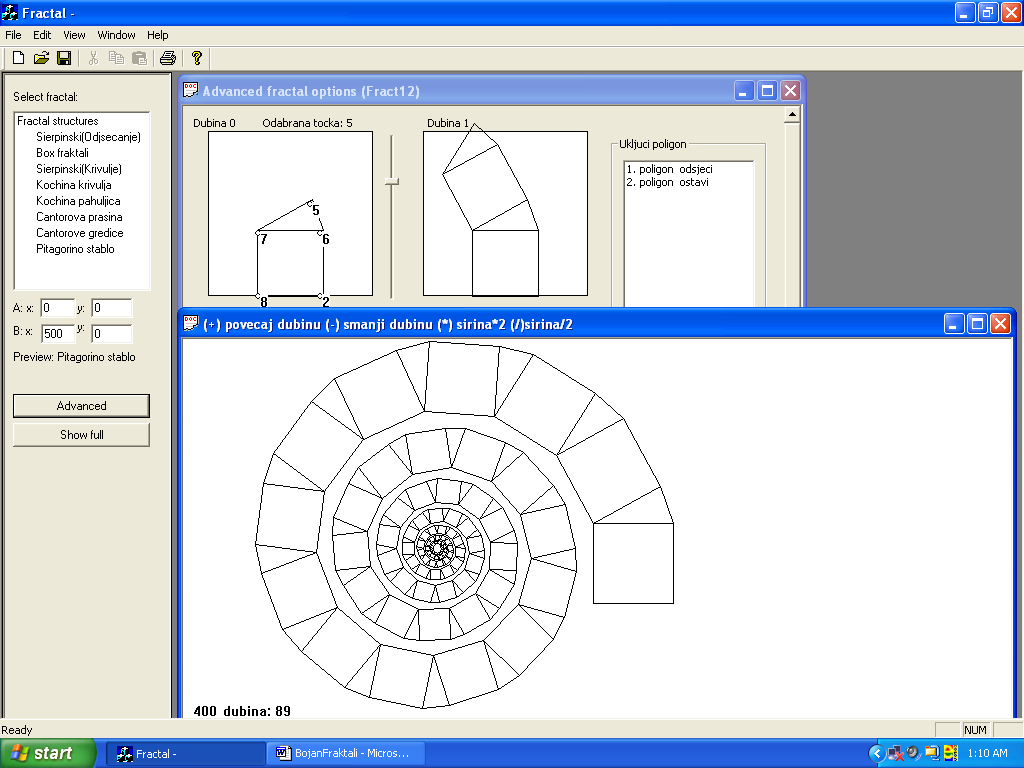 Fractal -
File Edit View Window Help
Select fractal:
Fractal structures
Sierpinski(Odjsecanje)
Box fraktali
Sierpinski(Krivulje)
Kochina krivulja
Kochina pahuljica
Cantorova prasina
Cantorove gredice
Pitagorino stablo
A: x: 0 y: 0
B: x: 500 y: 0
Preview: Pitagorino stablo
Advanced
Show full
DOC Advanced fractal options (Fract12)
Dubina 0 Odabrana tocka: 5 Dubina 1
5
7 6
8 2
Ukljuci poligon
1. poligon odsjeci
2. poligon ostavi
DOC (+) povecaj dubinu (-) smanji dubinu (*) sirina*2 (/)sirina/2
400 dubina: 89
Ready NUM
start Fractal - BojanFraktali - Micros... 1:10 AM